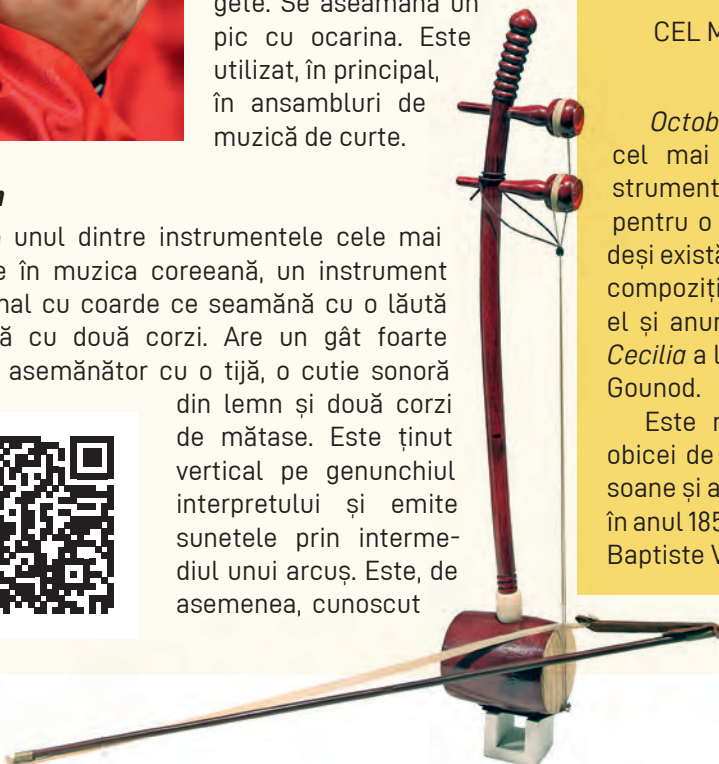 gete. Se aseamănă un
pic cu ocarina. Este
utilizat, în principal,
în ansambluri de
muzică de curte.
unul dintre instrumentele cele mai
în muzica coreeană, un instrument
cu coarde ce seamănă cu o lăută
cu două corzi. Are un gât foarte
asemănător cu o tijă, o cutie sonoră
din lemn și două corzi
de mătase. Este ținut
vertical pe genunchiul
interpretului și emite
sunetele prin interme-
diul unui arcuș. Este, de
asemenea, cunoscut
CEL M
Octob
cel mai
strument
pentru o
deși există
compoziți
el și anur
Cecilia a l
Gounod.
Este
obicei de
soane și a
în anul 185
Baptiste V